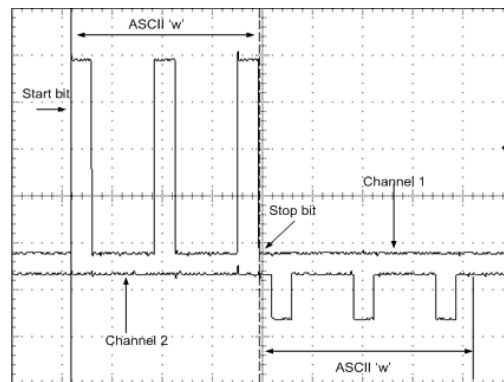 ASCII 'w'
Start bit
Channel 1
Stop bit
Channel 2
ASCII 'w'